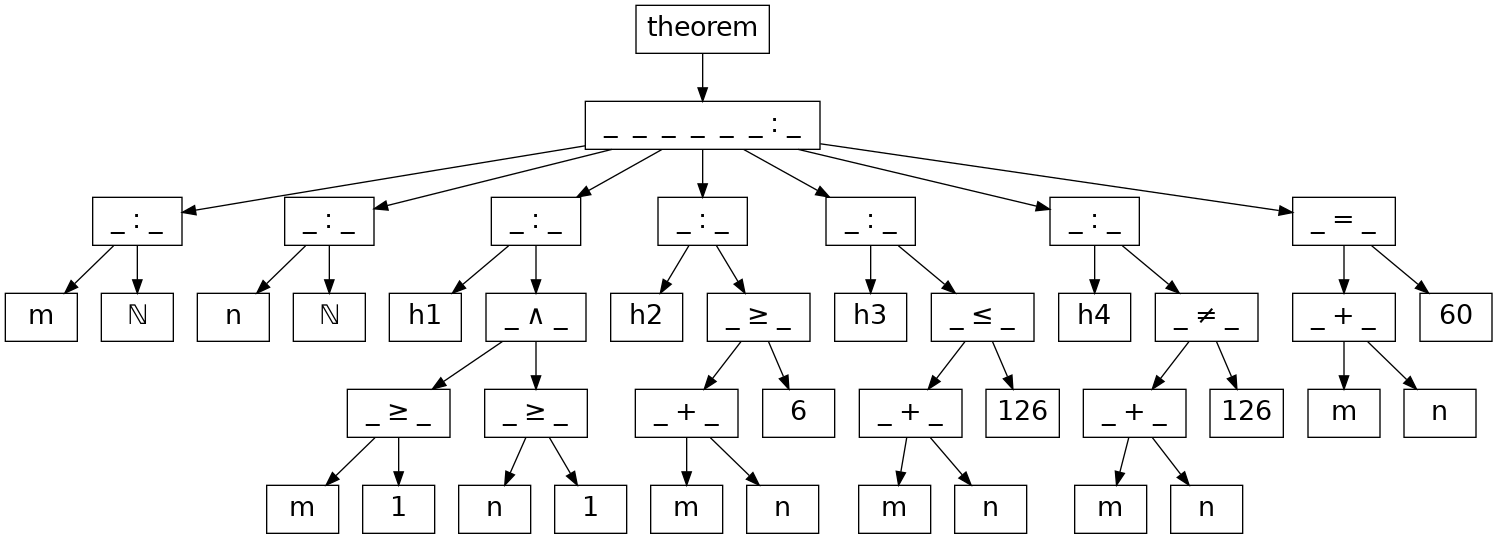 theorem
_ _ _ _ _ _ : _
_ : _ _ : _ _ : _ _ : _ _ : _ _ : _ _ = _
m ℕ n ℕ h1 _ ∧ _ h2 _ ≥ _ h3 _ ≤ _ h4 _ ≠ _ _ + _ 60
_ ≥ _ _ ≥ _ _ + _ 6 _ + _ 126 _ + _ 126 m n
m 1 n 1 m n m n m n